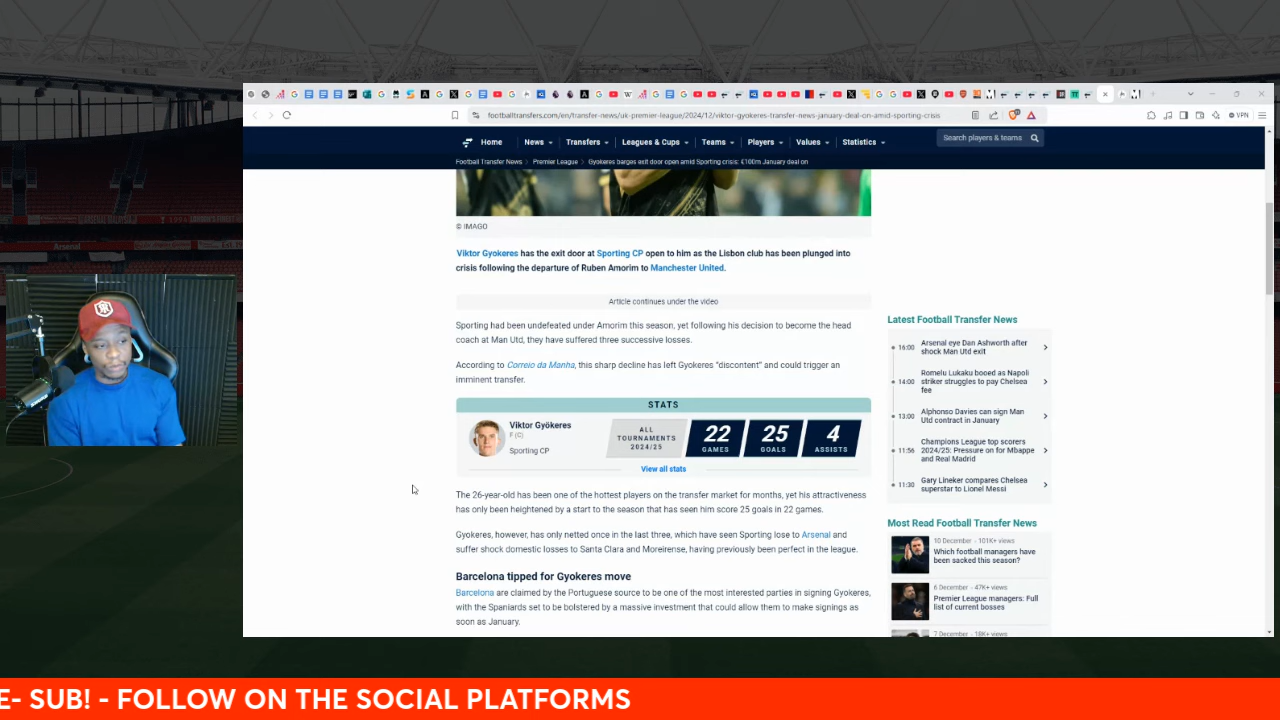 footballtransfers.com/en/transfer-news/uk-premier-league/2024/12/viktor-gyokeres-transfer-news-january-deal-on-amid-sporting-crisis
VPN
Home
News
Transfers
Leagues & Cups
Teams
Players
Values
Statistics
Search players & teams
Football Transfer News
Premier League
Gyokeres barges exit door open amid Sporting crisis: €100m January deal on
© IMAGO
Viktor Gyokeres has the exit door at Sporting CP open to him as the Lisbon club has been plunged into
crisis following the departure of Ruben Amorim to Manchester United.
Article continues under the video
Sporting had been undefeated under Amorim this season, yet following his decision to become the head
coach at Man Utd, they have suffered three successive losses.
According to Correio da Manha, this sharp decline has left Gyokeres "discontent" and could trigger an
imminent transfer.
STATS
Viktor Gyökeres
F (C)
Sporting CP
ALL
TOURNAMENTS
2024/25
22
GAMES
25
GOALS
4
ASSISTS
View all stats
The 26-year-old has been one of the hottest players on the transfer market for months, yet his attractiveness
has only been heightened by a start to the season that has seen him score 25 goals in 22 games.
Gyokeres, however, has only netted once in the last three, which have seen Sporting lose to Arsenal and
suffer shock domestic losses to Santa Clara and Moreirense, having previously been perfect in the league.
Barcelona tipped for Gyokeres move
Barcelona are claimed by the Portuguese source to be one of the most interested parties in signing Gyokeres,
with the Spaniards set to be bolstered by a massive investment that could allow them to make signings as
soon as January.
Latest Football Transfer News
16:00
Arsenal eye Dan Ashworth after
shock Man Utd exit
14:00
Romelu Lukaku booed as Napoli
striker struggles to pay Chelsea
fee
13:00
Alphonso Davies can sign Man
Utd contract in January
11:56
Champions League top scorers
2024/25: Pressure on for Mbappe
and Real Madrid
11:30
Gary Lineker compares Chelsea
superstar to Lionel Messi
Most Read Football Transfer News
10 December - 101K+ views
Which football managers have
been sacked this season?
6 December - 47K+ views
Premier League managers: Full
list of current bosses
7 December - 18K+ views
E- SUB! - FOLLOW ON THE SOCIAL PLATFORMS